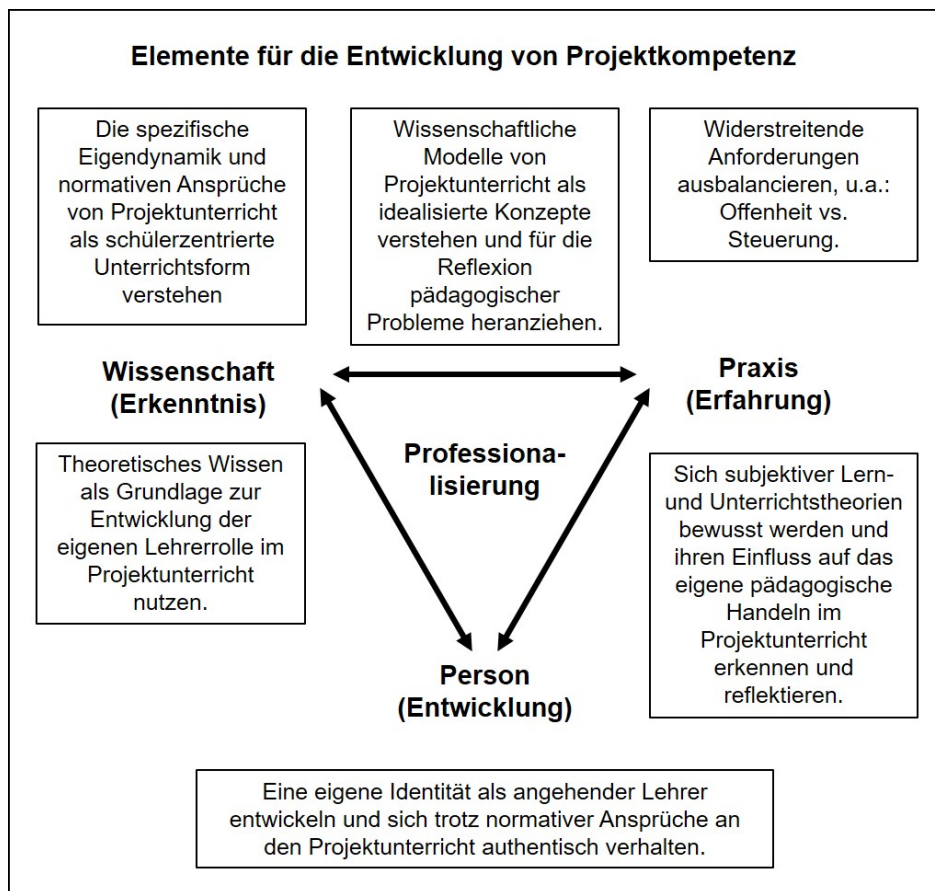 Elemente für die Entwicklung von Projektkompetenz
Die spezifische
Eigendynamik und
normativen Ansprüche
von Projektunterricht
als schülerzentrierte
Unterrichtsform
verstehen
Wissenschaftliche
Modelle von
Projektunterricht als
idealisierte Konzepte
verstehen und für die
Reflexion
pädagogischer
Probleme heranziehen.
Widerstreitende
Anforderungen
ausbalancieren, u.a.:
Offenheit vs.
Steuerung.
Wissenschaft
(Erkenntnis)
Praxis
(Erfahrung)
Professiona-
lisierung
Theoretisches Wissen
als Grundlage zur
Entwicklung der
eigenen Lehrerrolle im
Projektunterricht
nutzen.
Sich subjektiver Lern-
und Unterrichtstheorien
bewusst werden und
ihren Einfluss auf das
eigene pädagogische
Handeln im
Projektunterricht
erkennen und
reflektieren.
Person
(Entwicklung)
Eine eigene Identität als angehender Lehrer
entwickeln und sich trotz normativer Ansprüche an
den Projektunterricht authentisch verhalten.